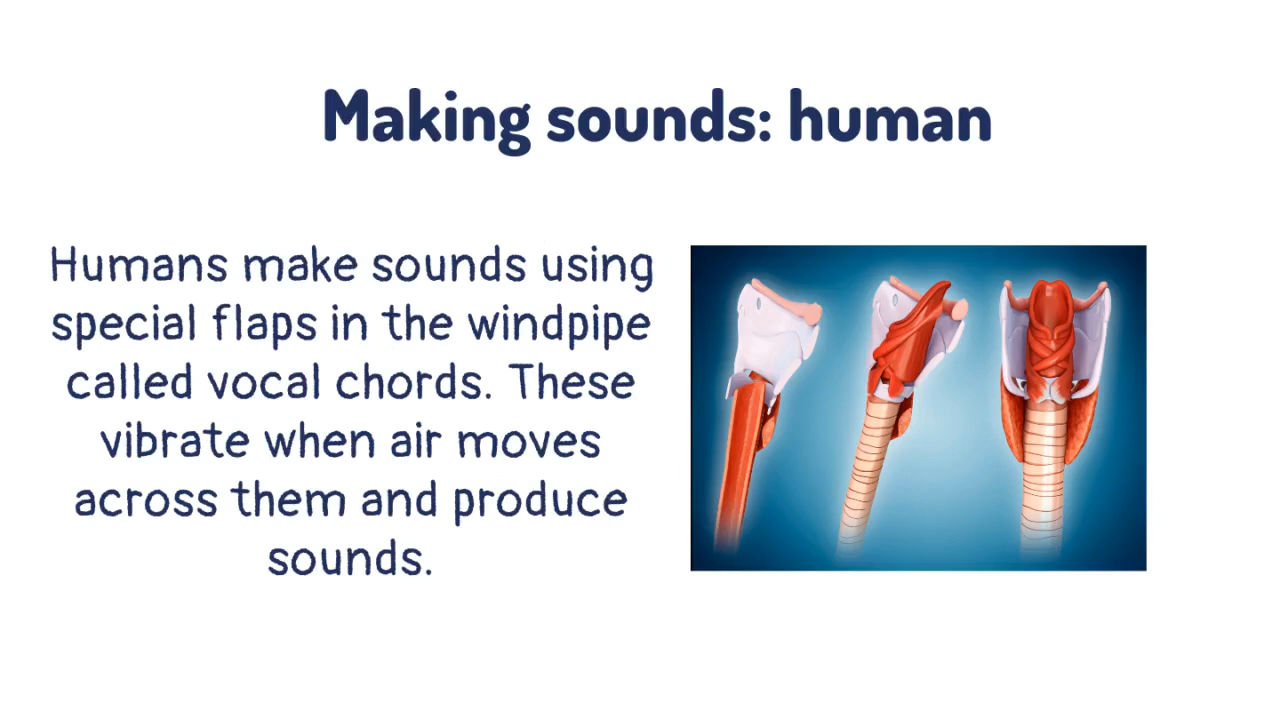 Making sounds: human
Humans make sounds using
special flaps in the windpipe
called vocal chords. These
vibrate when air moves
across them and produce
sounds.